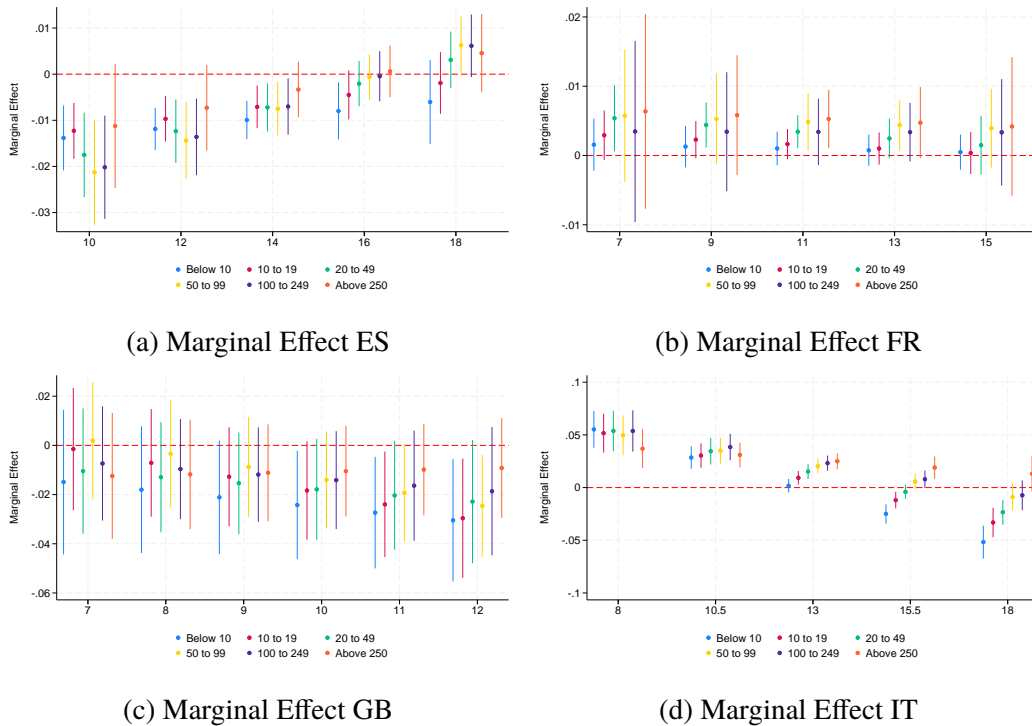 .01
0
-.01
-.02
-.03
Marginal Effect
10 12 14 16 18
Below 10 10 to 19 20 to 49
50 to 99 100 to 249 Above 250
(a) Marginal Effect ES
.02
.01
0
-.01
Marginal Effect
7 9 11 13 15
Below 10 10 to 19 20 to 49
50 to 99 100 to 249 Above 250
(b) Marginal Effect FR
.02
0
-.02
-.04
-.06
Marginal Effect
7 8 9 10 11 12
Below 10 10 to 19 20 to 49
50 to 99 100 to 249 Above 250
(c) Marginal Effect GB
.1
.05
0
-.05
-.1
Marginal Effect
8 10.5 13 15.5 18
Below 10 10 to 19 20 to 49
50 to 99 100 to 249 Above 250
(d) Marginal Effect IT